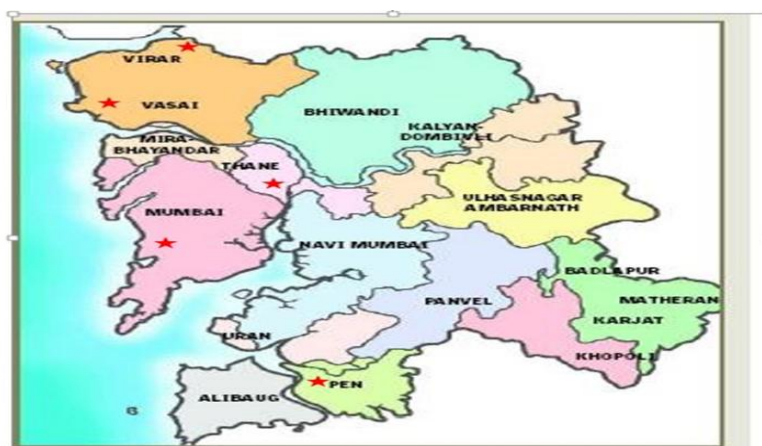 VIRAR
VASAI
BHIWANDI
KALYAN-
DOMBIVLI
MIRA-
BHAYANDAR
THANE
ULHASNAGAR
AMBARNATH
MUMBAI
NAVI MUMBAI
BADLAPUR
PANVEL
MATHERAN
KARJAT
URAN
KHOPOLI
PEN
ALIBAUG